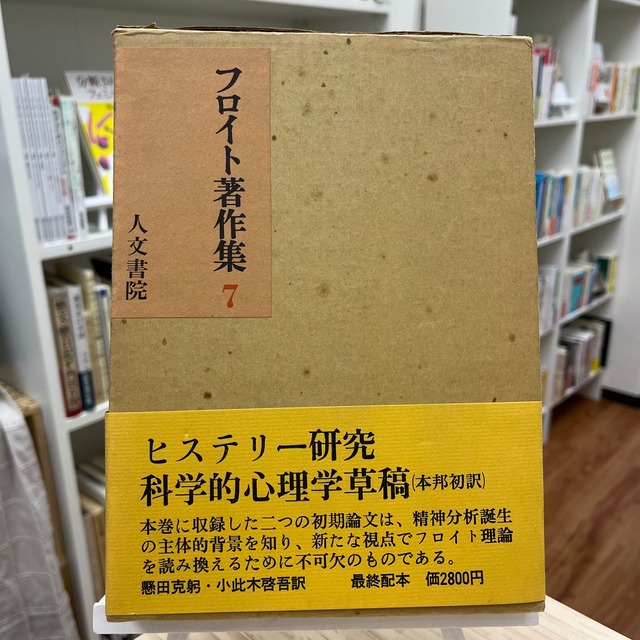 フロイト著作集 7
人文書院
ヒステリー研究
科学的心理学草稿(本邦初訳)
本巻に収録した二つの初期論文は、精神分析誕生
の主体的背景を知り、新たな視点でフロイト理論
を読み換えるために不可欠のものである。
懸田克躬・小此木啓吾訳 最終配本 価2800円